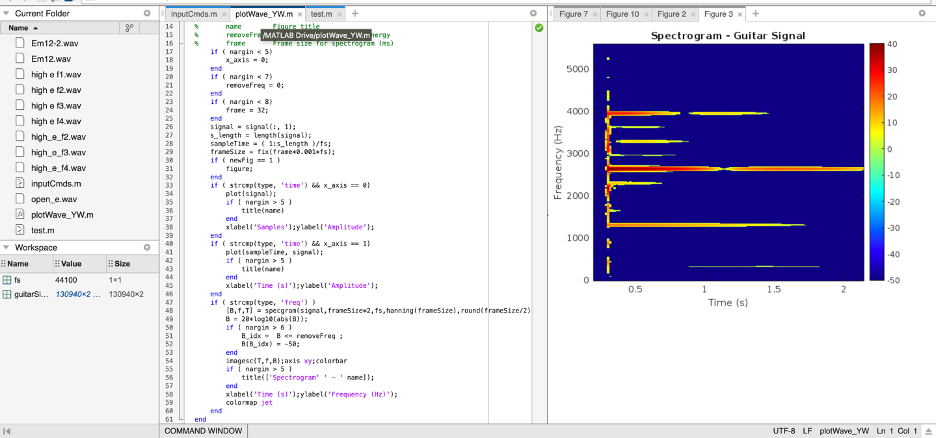 Current Folder
Name
Em12-2.wav
Em12.wav
high e f1.wav
high e f2.wav
high e f3.wav
high e f4.wav
high_e_f2.wav
high_e_f3.wav
high_e_f4.wav
inputCmds.m
open_e.wav
plotWave_YW.m
test.m
Workspace
Name Value Size
fs 44100 1×1
guitarSi... 130940×2 ... 130940×2
inputCmds.m × plotWave_YW.m × test.m × +
14 % name Figure title
15 % removeFre ergy
/MATLAB Drive/plotWave_YW.m
16 % frame Frame size for spectrogram (ms)
17 if ( nargin < 5)
18 x_axis = 0;
19 end
20 if ( nargin < 7)
21 removeFreq = 0;
22 end
23 if ( nargin < 8)
24 frame = 32;
25 end
26 signal = signal(:, 1);
27 s_length = length(signal);
28 sampleTime = ( 1:s_length )/fs;
29 frameSize = fix(frame*0.001*fs);
30 if ( newFig == 1 )
31 figure;
32 end
33 if ( strcmp(type, 'time') && x_axis == 0)
34 plot(signal);
35 if ( nargin > 5 )
36 title(name)
37 end
38 xlabel('Samples');ylabel('Amplitude');
39 end
40 if ( strcmp(type, 'time') && x_axis == 1)
41 plot(sampleTime, signal);
42 if ( nargin > 5 )
43 title(name)
44 end
45 xlabel('Time (s)');ylabel('Amplitude');
46 end
47 if ( strcmp(type, 'freq') )
48 [B,f,T] = specgram(signal,frameSize*2,fs,hanning(frameSize),round(frameSize/2)
49 B = 20*log10(abs(B));
50 if ( nargin > 6 )
51 B_idx = B <= removeFreq ;
52 B(B_idx) = -50;
53 end
54 imagesc(T,f,B);axis xy;colorbar
55 if ( nargin > 5 )
56 title(['Spectrogram' ' - ' name]);
57 end
58 xlabel('Time (s)');ylabel('Frequency (Hz)');
59 colormap jet
60 end
61 end
COMMAND WINDOW
Figure 7 × Figure 10 × Figure 2 × Figure 3 × +
Spectrogram - Guitar Signal
Frequency (Hz)
5000
4000
3000
2000
1000
0
0.5 1 1.5 2
Time (s)
40
30
20
10
0
-10
-20
-30
-40
-50
UTF-8 LF plotWave_YW Ln 1 Col 1